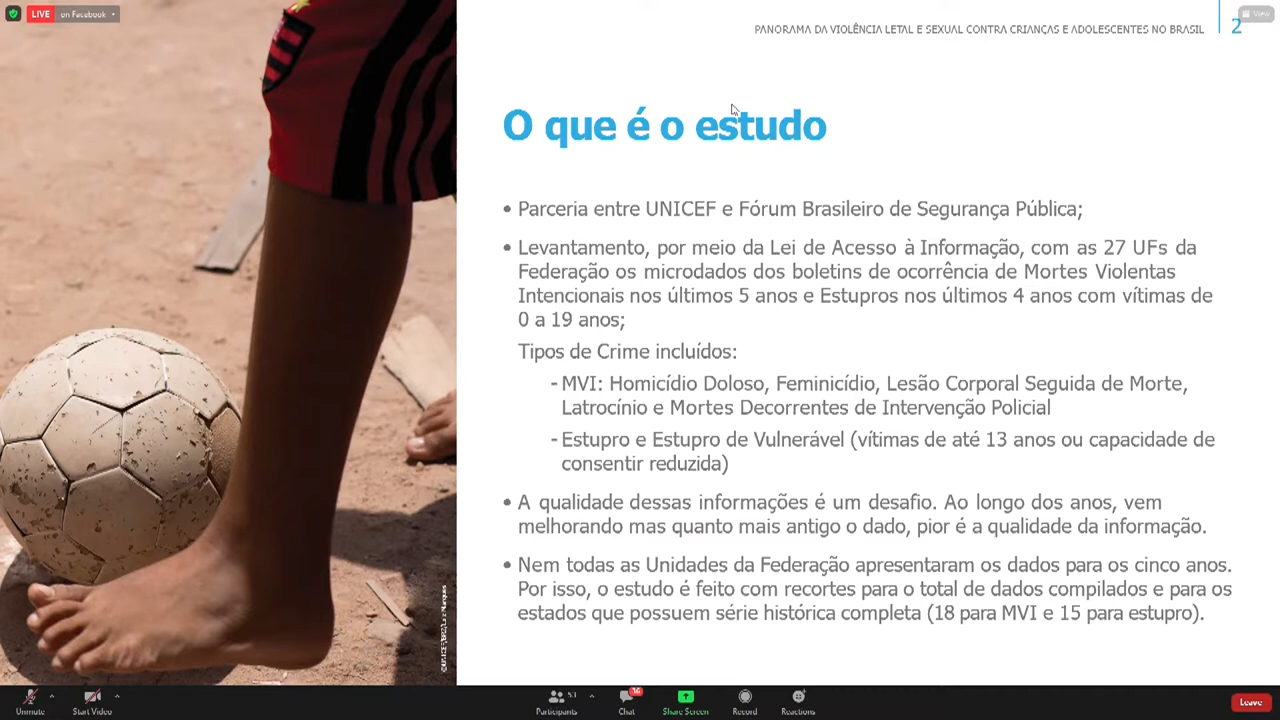 LIVE on Facebook
View
PANORAMA DA VIOLÊNCIA LETAL E SEXUAL CONTRA CRIANÇAS E ADOLESCENTES NO BRASIL
2
O que é o estudo
• Parceria entre UNICEF e Fórum Brasileiro de Segurança Pública;
• Levantamento, por meio da Lei de Acesso à Informação, com as 27 UFs da
Federação os microdados dos boletins de ocorrência de Mortes Violentas
Intencionais nos últimos 5 anos e Estupros nos últimos 4 anos com vítimas de
0 a 19 anos;
Tipos de Crime incluídos:
- MVI: Homicídio Doloso, Feminicídio, Lesão Corporal Seguida de Morte,
Latrocínio e Mortes Decorrentes de Intervenção Policial
- Estupro e Estupro de Vulnerável (vítimas de até 13 anos ou capacidade de
consentir reduzida)
• A qualidade dessas informações é um desafio. Ao longo dos anos, vem
melhorando mas quanto mais antigo o dado, pior é a qualidade da informação.
• Nem todas as Unidades da Federação apresentaram os dados para os cinco anos.
Por isso, o estudo é feito com recortes para o total de dados compilados e para os
estados que possuem série histórica completa (18 para MVI e 15 para estupro).
Unmute
Start Video
Participants
Chat
Share Screen
Record
Reactions
Leave